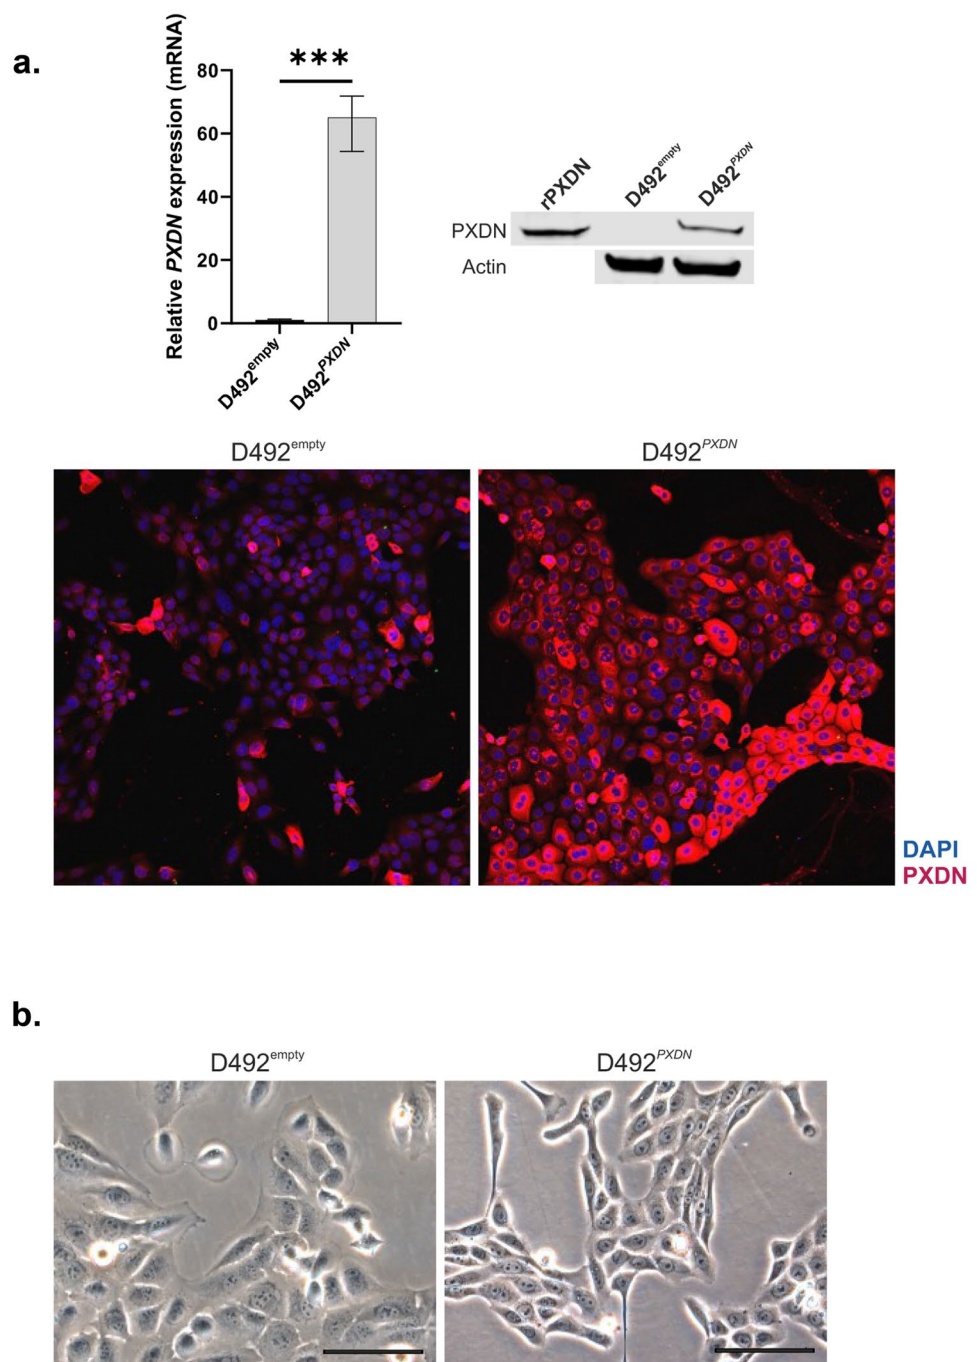 a.
Relative PXDN expression (mRNA)
80
60
40
20
0
***
D492empty
D492PXDN
rPXDN
D492empty
D492PXDN
PXDN
Actin
D492empty
D492PXDN
DAPI
PXDN
b.
D492empty
D492PXDN